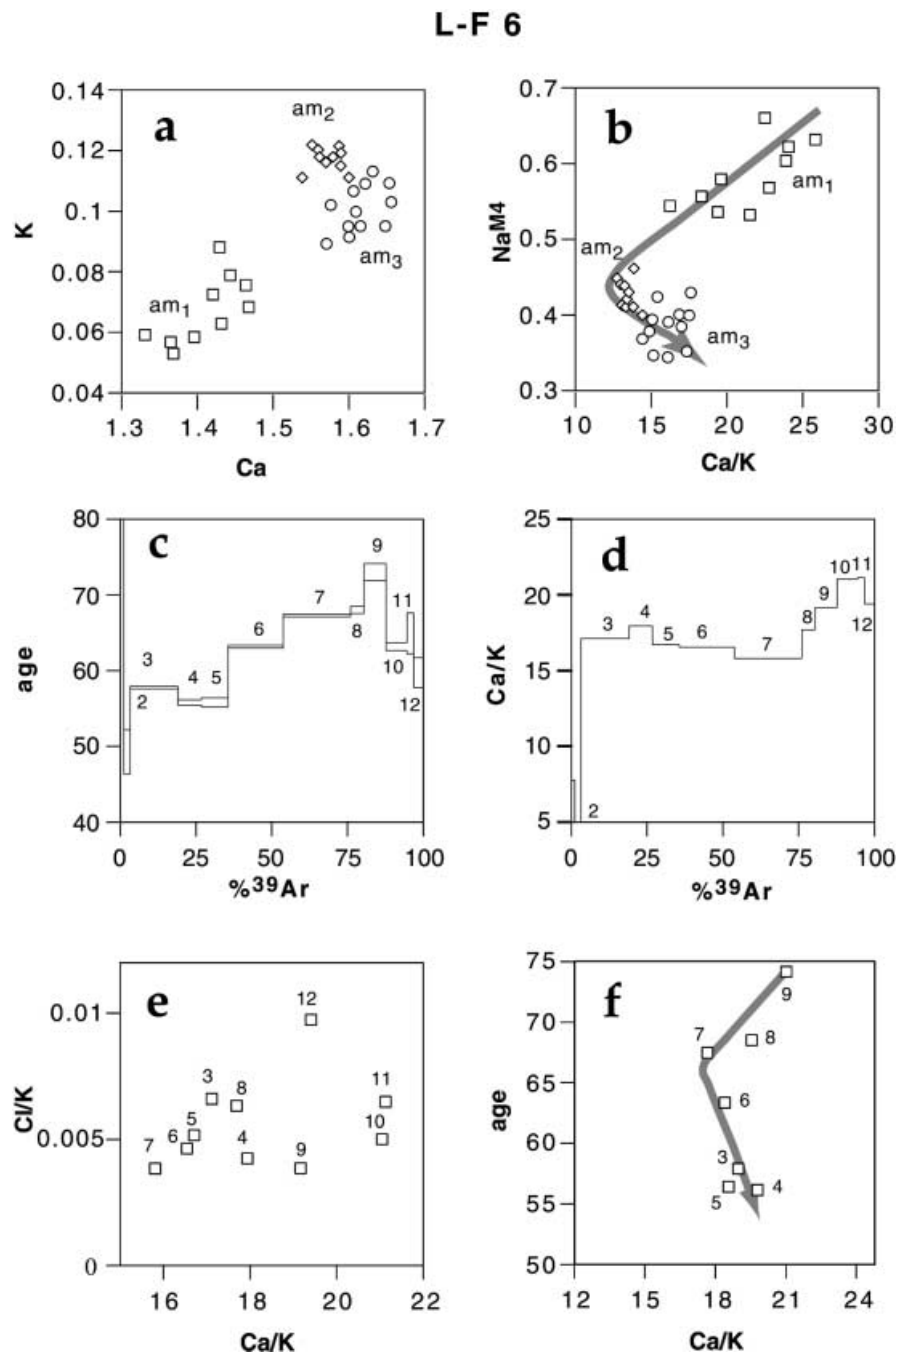 L-F 6
a
K
0.14
0.12
0.1
0.08
0.06
0.04
am2
am3
am1
1.3 1.4 1.5 1.6 1.7
Ca
b
NaM4
0.7
0.6
0.5
0.4
0.3
am1
am2
am3
10 15 20 25 30
Ca/K
c
age
80
70
60
50
40
2 3 4 5 6 7 8 9 10 11 12
0 25 50 75 100
%39Ar
d
Ca/K
25
20
15
10
5
2 3 4 5 6 7 8 9 10 11 12
0 25 50 75 100
%39Ar
e
Cl/K
0.01
0.005
0
7 6 5 3 8 4 9 12 10 11
16 18 20 22
Ca/K
f
age
75
70
65
60
55
50
9
8
7
6
3
5 4
12 15 18 21 24
Ca/K